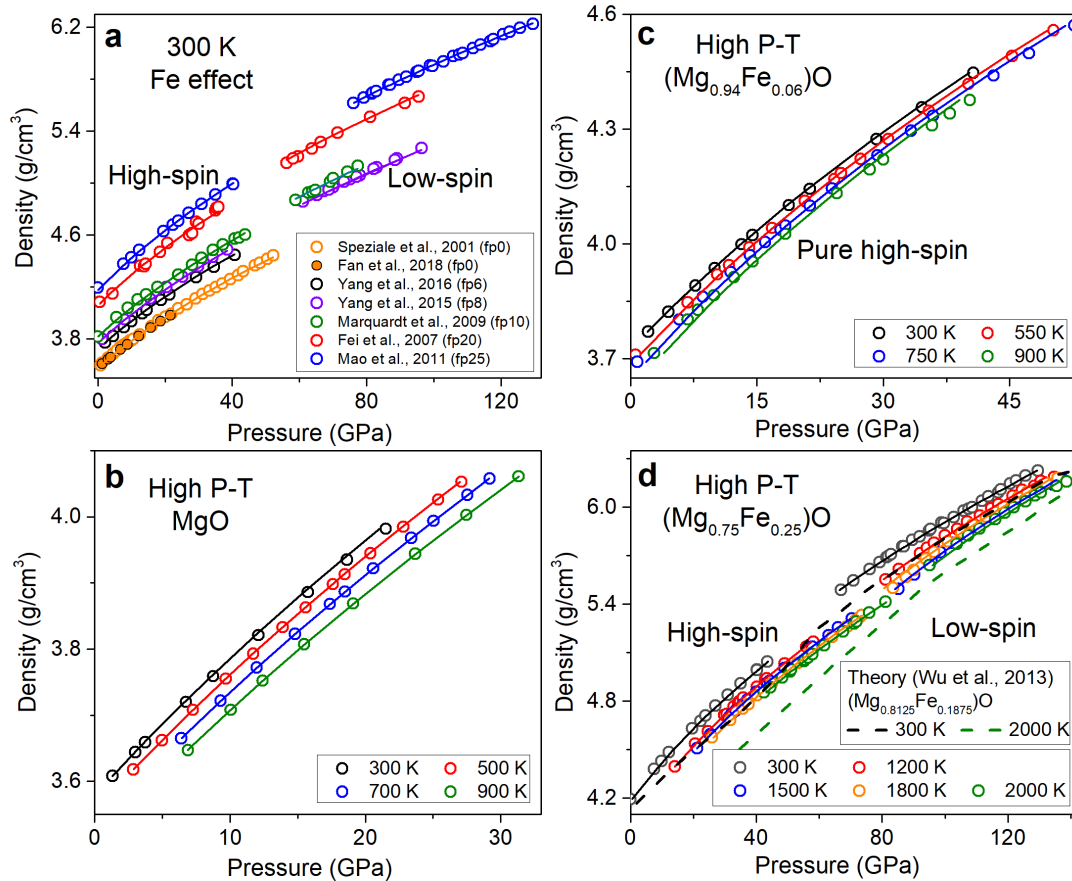 a
300 K
Fe effect
High-spin
Low-spin
Speziale et al., 2001 (fp0)
Fan et al., 2018 (fp0)
Yang et al., 2016 (fp6)
Yang et al., 2015 (fp8)
Marquardt et al., 2009 (fp10)
Fei et al., 2007 (fp20)
Mao et al., 2011 (fp25)
6.2
5.4
4.6
3.8
Density (g/cm³)
0 40 80 120
Pressure (GPa)
c
High P-T
(Mg₀.₉₄Fe₀.₀₆)O
Pure high-spin
300 K 550 K
750 K 900 K
4.6
4.3
4.0
3.7
Density (g/cm³)
0 15 30 45
Pressure (GPa)
b
High P-T
MgO
300 K 500 K
700 K 900 K
4.0
3.8
3.6
Density (g/cm³)
0 10 20 30
Pressure (GPa)
d
High P-T
(Mg₀.₇₅Fe₀.₂₅)O
High-spin
Low-spin
Theory (Wu et al., 2013)
(Mg₀.₈₁₂₅Fe₀.₁₈₇₅)O
300 K 2000 K
300 K 1200 K
1500 K 1800 K 2000 K
6.0
5.4
4.8
4.2
Density (g/cm³)
0 40 80 120
Pressure (GPa)